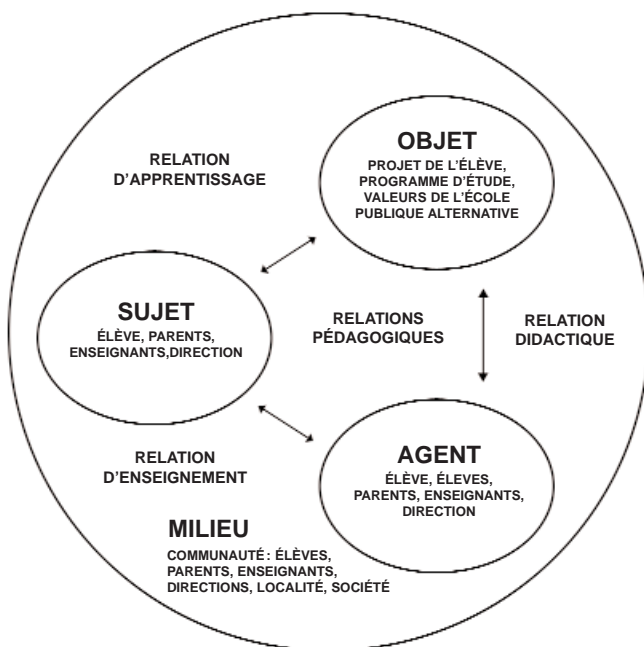 OBJET
PROJET DE L'ÉLÈVE,
PROGRAMME D'ÉTUDE,
VALEURS DE L'ÉCOLE
PUBLIQUE ALTERNATIVE
RELATION
D'APPRENTISSAGE
SUJET
ÉLÈVE, PARENTS,
ENSEIGNANTS,DIRECTION
RELATIONS
PÉDAGOGIQUES
RELATION
DIDACTIQUE
RELATION
D'ENSEIGNEMENT
AGENT
ÉLÈVE, ÉLEVES,
PARENTS, ENSEIGNANTS,
DIRECTION
MILIEU
COMMUNAUTÉ: ÉLÈVES,
PARENTS, ENSEIGNANTS,
DIRECTIONS, LOCALITÉ, SOCIÉTÉ